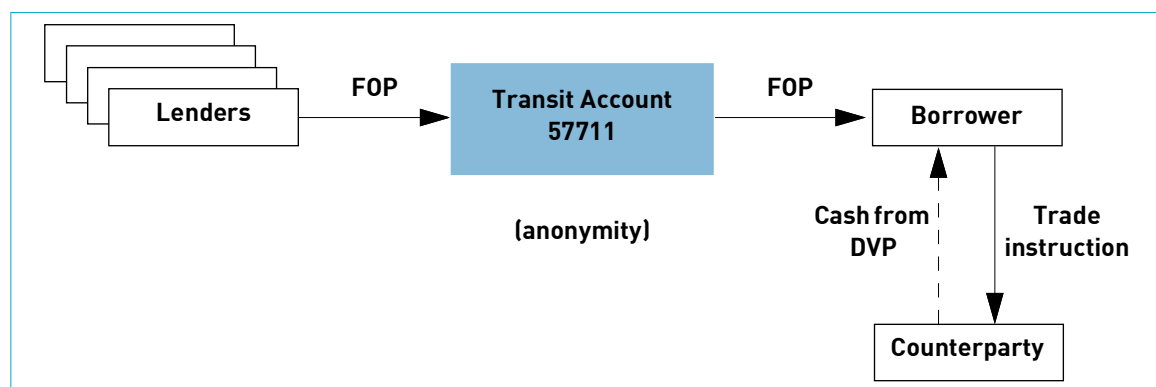 FOP
FOP
Lenders
Transit Account
57711
Borrower
(anonymity)
Cash from
DVP
Trade
instruction
Counterparty